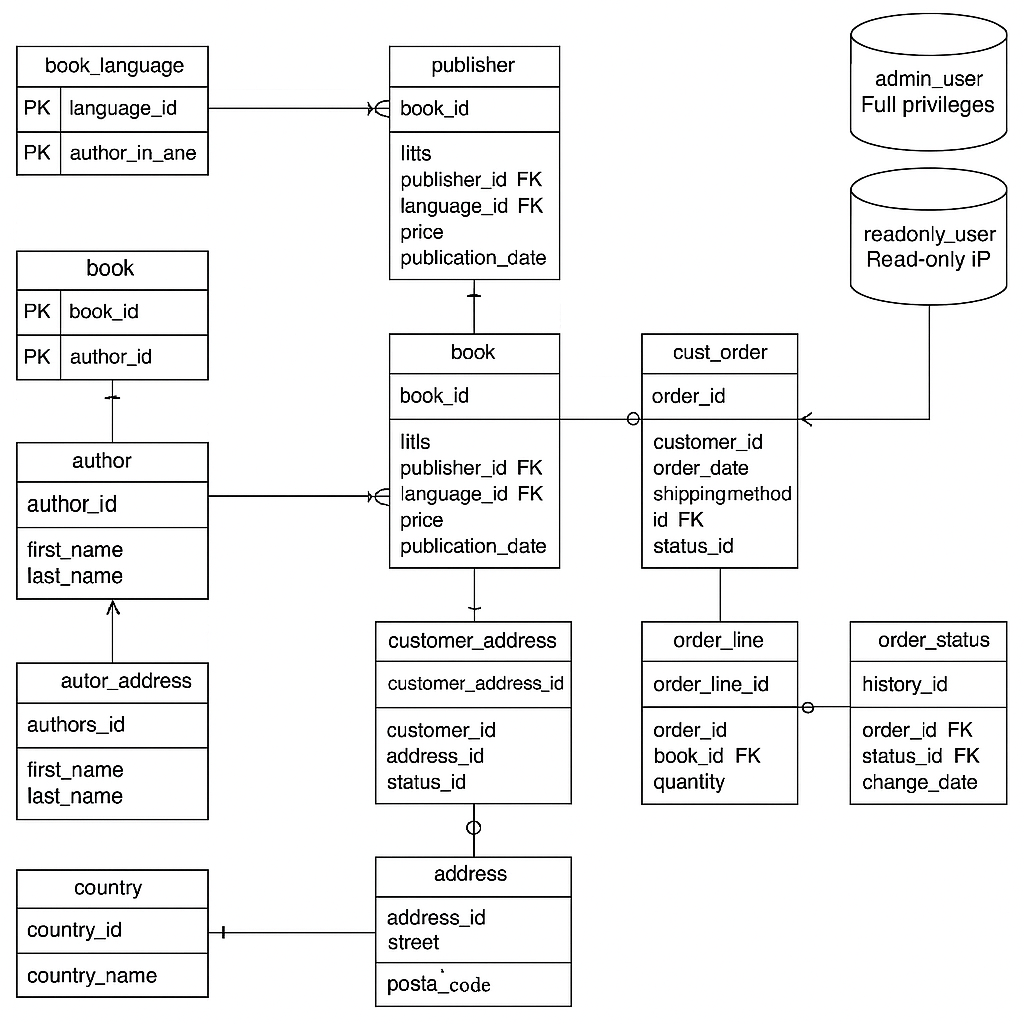 book_language
PK language_id
PK author_in_ane
publisher
book_id
litts
publisher_id FK
language_id FK
price
publication_date
admin_user
Full privileges
readonly_user
Read-only iP
book
PK book_id
PK author_id
book
book_id
litls
publisher_id FK
language_id FK
price
publication_date
cust_order
order_id
customer_id
order_date
shippingmethod
id FK
status_id
author
author_id
first_name
last_name
autor_address
authors_id
first_name
last_name
customer_address
customer_address_id
customer_id
address_id
status_id
order_line
order_line_id
order_id
book_id FK
quantity
order_status
history_id
order_id FK
status_id FK
change_date
country
country_id
country_name
address
address_id
street
posta_code